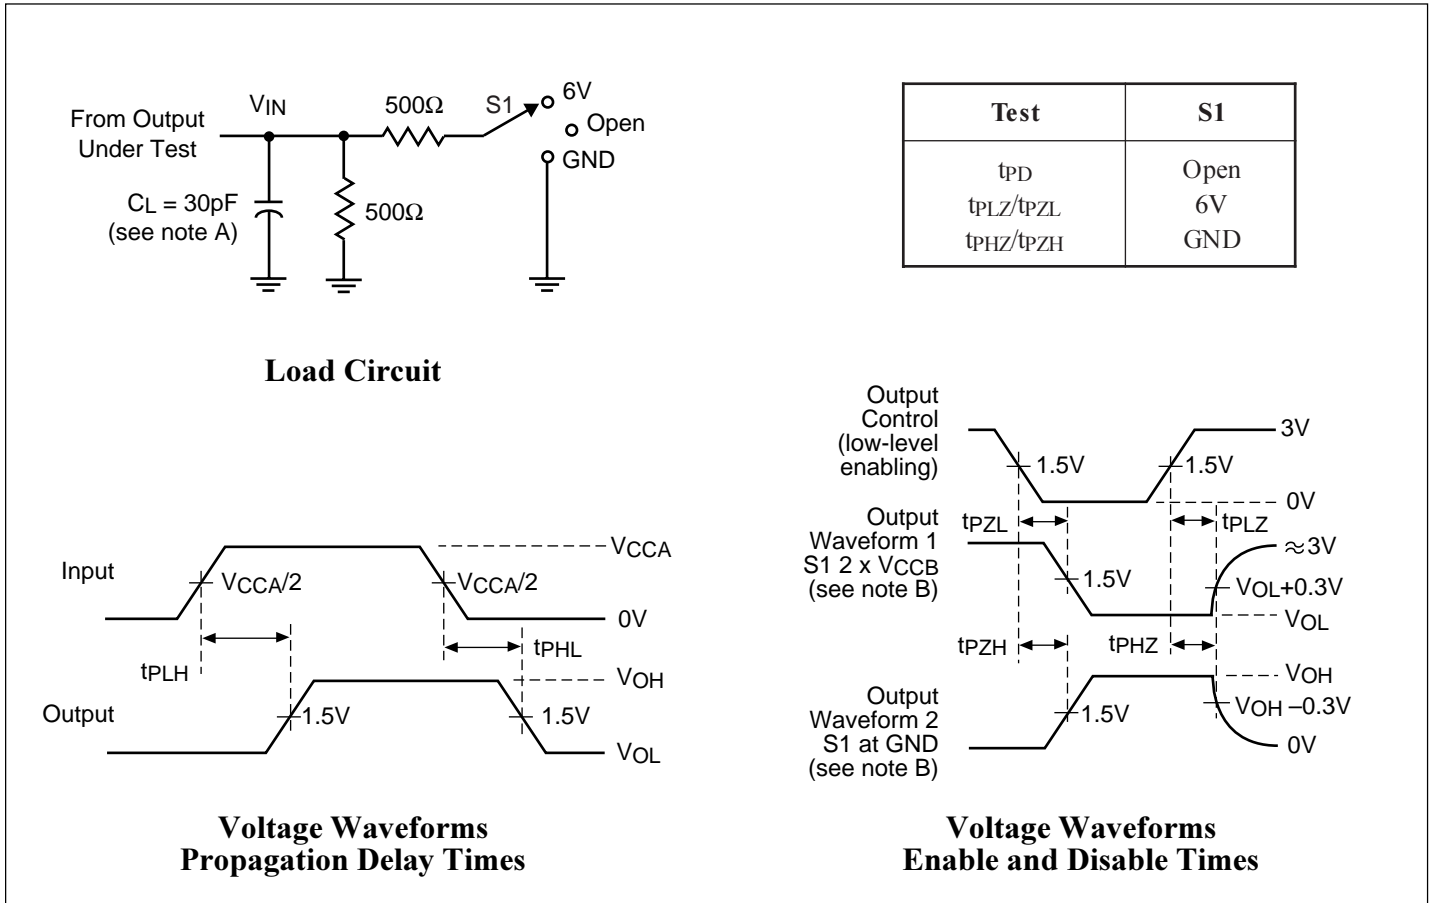 From Output
Under Test
VIN
500Ω
S1
6V
Open
GND
CL = 30pF
(see note A)
500Ω
Load Circuit
Test S1
tPD Open
tPLZ/tPZL 6V
tPHZ/tPZH GND
Input
VCCA/2
VCCA/2
VCCA
0V
tPLH
tPHL
Output
1.5V
1.5V
VOH
VOL
Voltage Waveforms
Propagation Delay Times
Output
Control
(low-level
enabling)
1.5V
1.5V
3V
0V
Output
Waveform 1
S1 2 x VCCB
(see note B)
tPZL
tPLZ
1.5V
≈3V
VOL+0.3V
VOL
tPZH
tPHZ
Output
Waveform 2
S1 at GND
(see note B)
1.5V
VOH
VOH –0.3V
0V
Voltage Waveforms
Enable and Disable Times